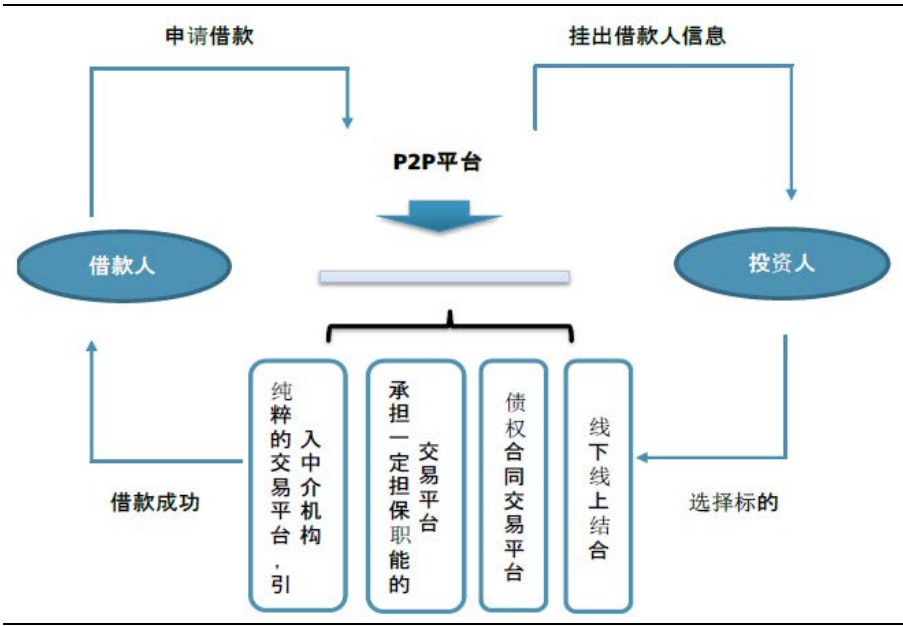 申请借款
挂出借款人信息
P2P平台
借款人
投资人
纯粹的交易平台,引
入中介机构
承担一定担保职能的
交易平台
债权合同交易平台
线下线上结合
借款成功
选择标的